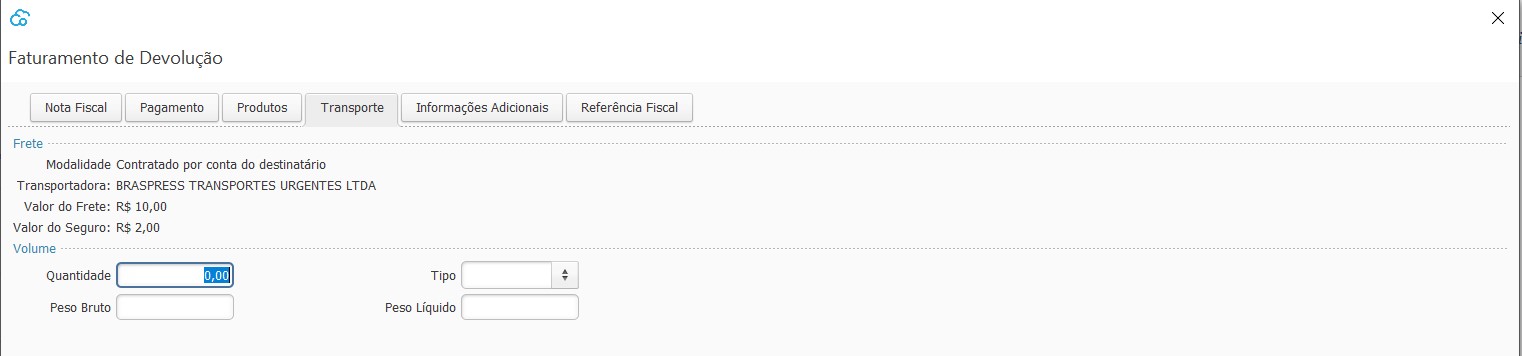 Faturamento de Devolução
Nota Fiscal Pagamento Produtos Transporte Informações Adicionais Referência Fiscal
Frete
Modalidade Contratado por conta do destinatário
Transportadora: BRASPRESS TRANSPORTES URGENTES LTDA
Valor do Frete: R$ 10,00
Valor do Seguro: R$ 2,00
Volume
Quantidade 0,00 Tipo
Peso Bruto Peso Líquido